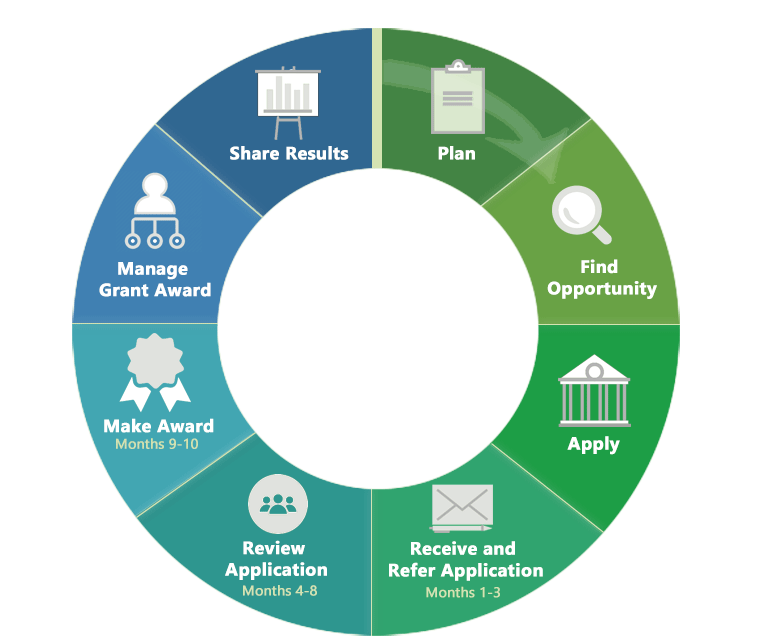 Plan
Find
Opportunity
Apply
Receive and
Refer Application
Months 1-3
Review
Application
Months 4-8
Make Award
Months 9-10
Manage
Grant Award
Share Results